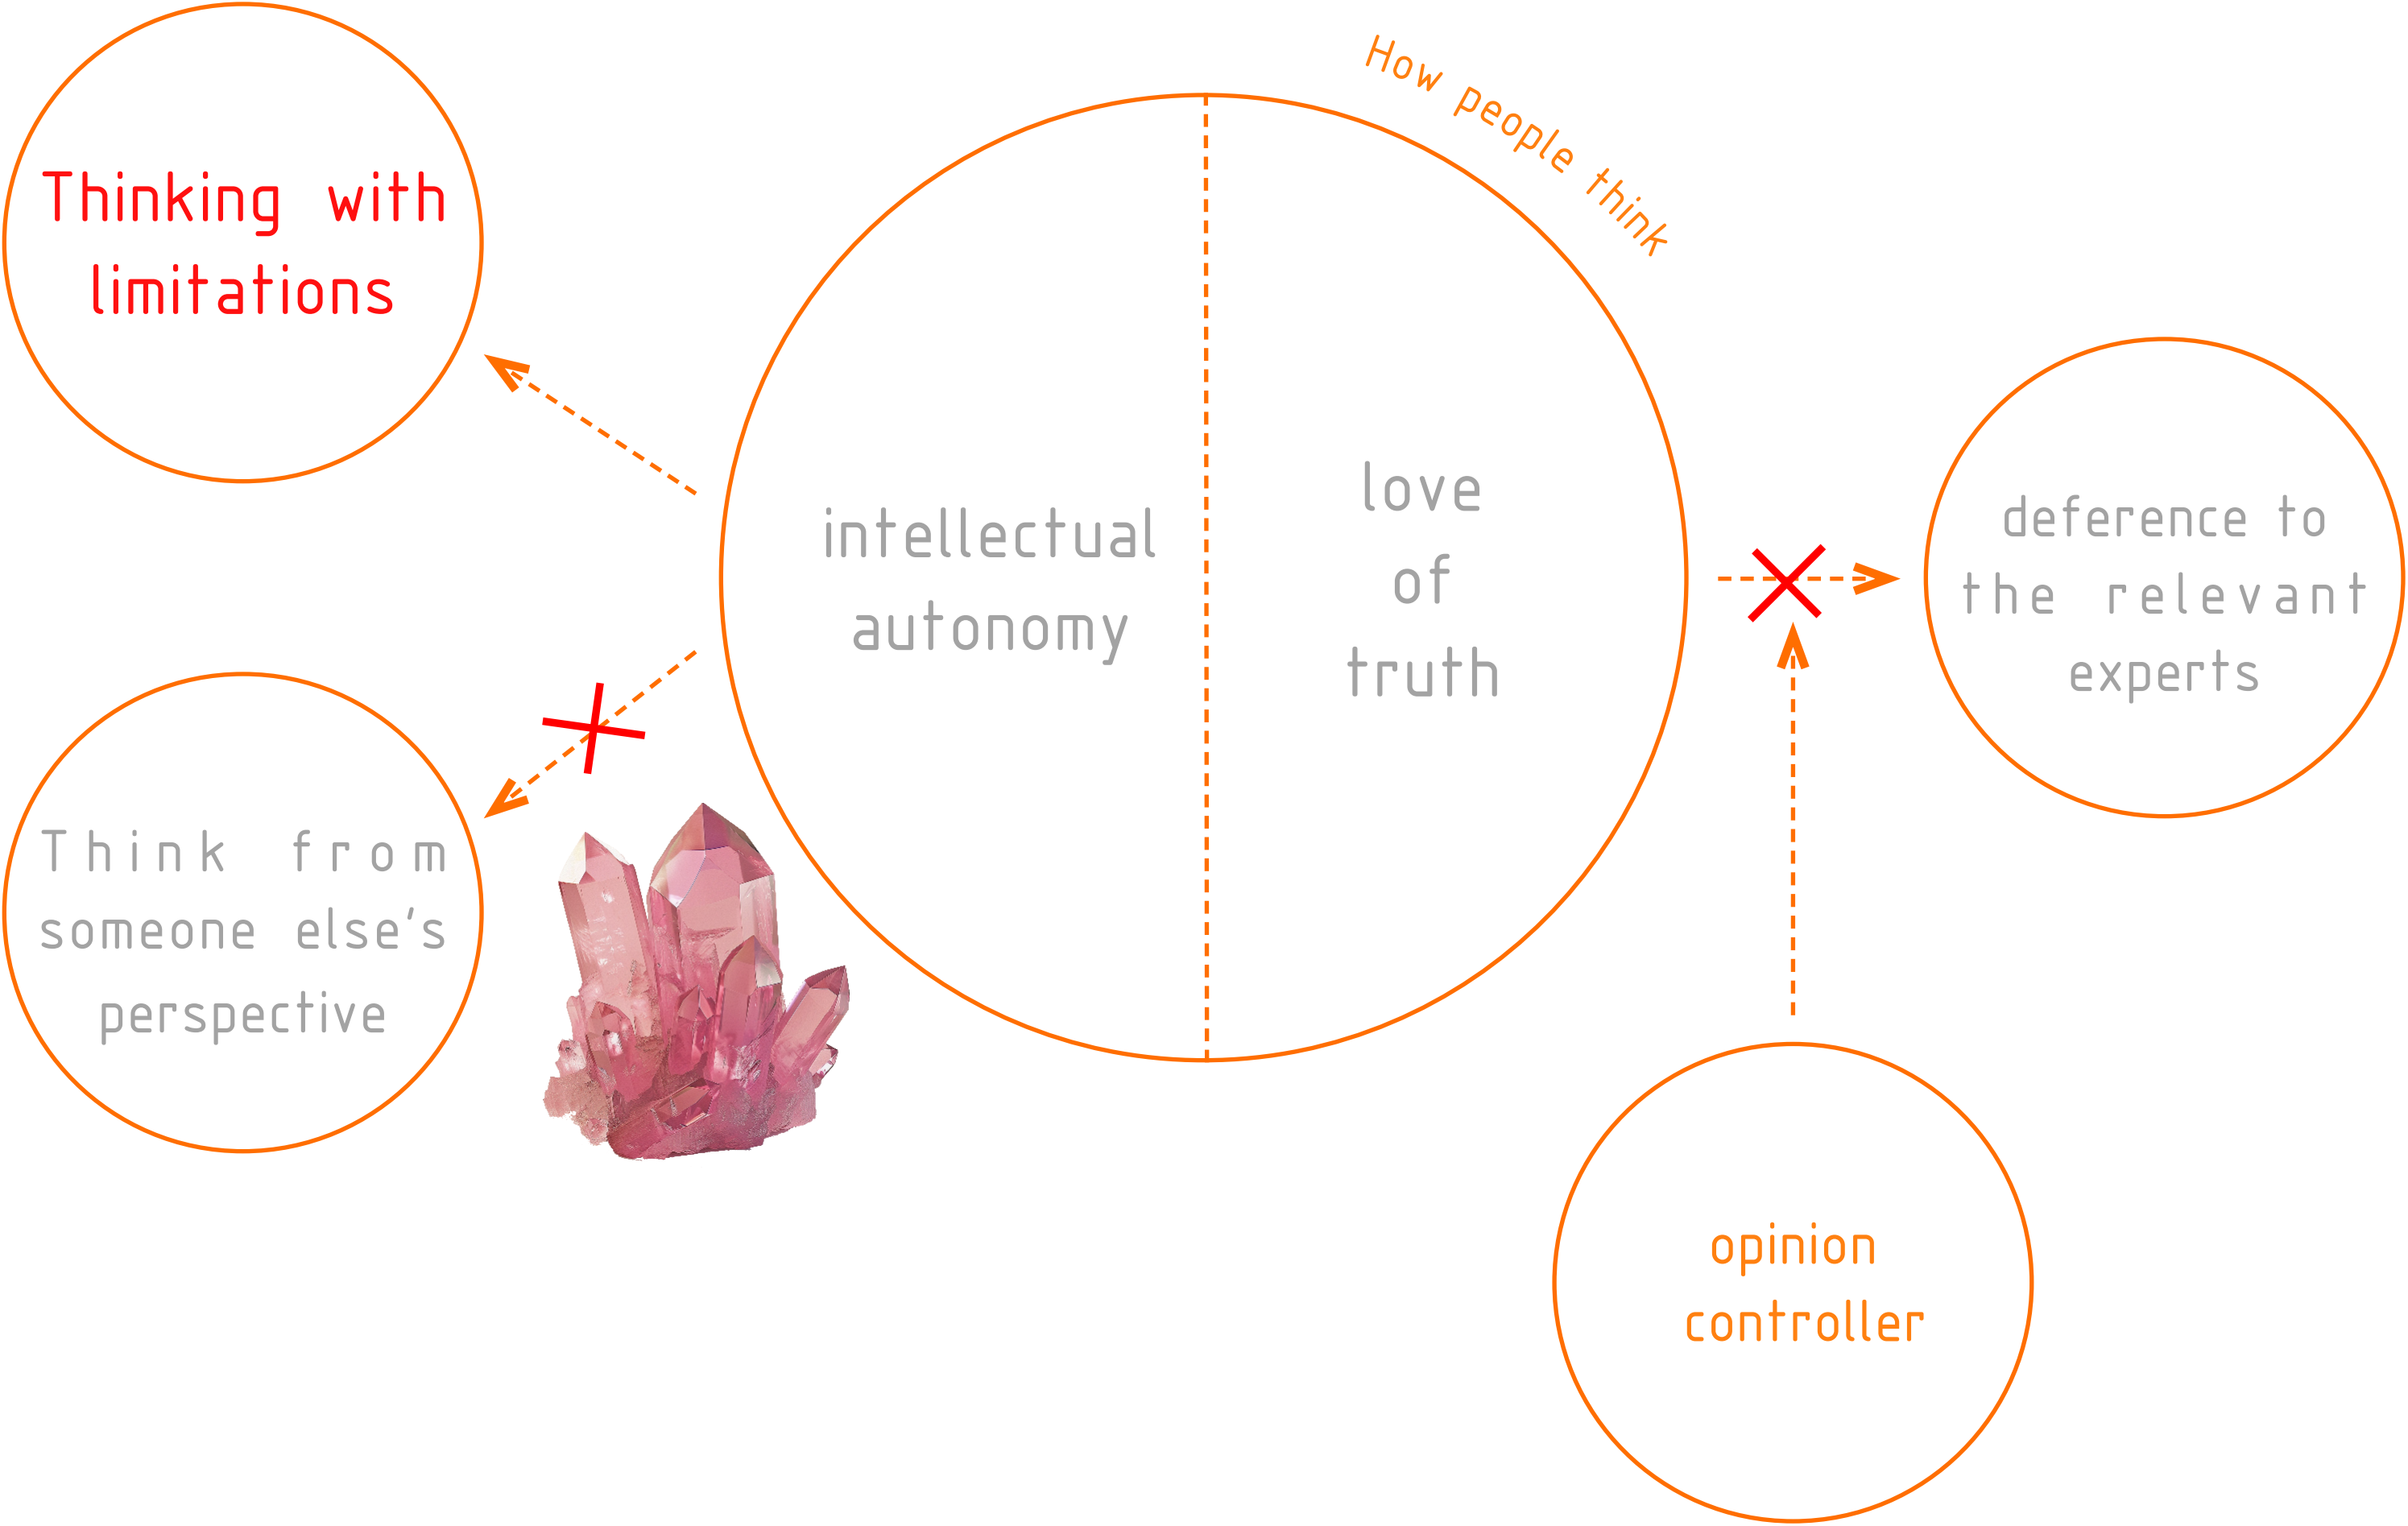 How people think
Thinking with
limitations
intellectual
autonomy
love
of
truth
deference to
the relevant
experts
Think from
someone else's
perspective
opinion
controller